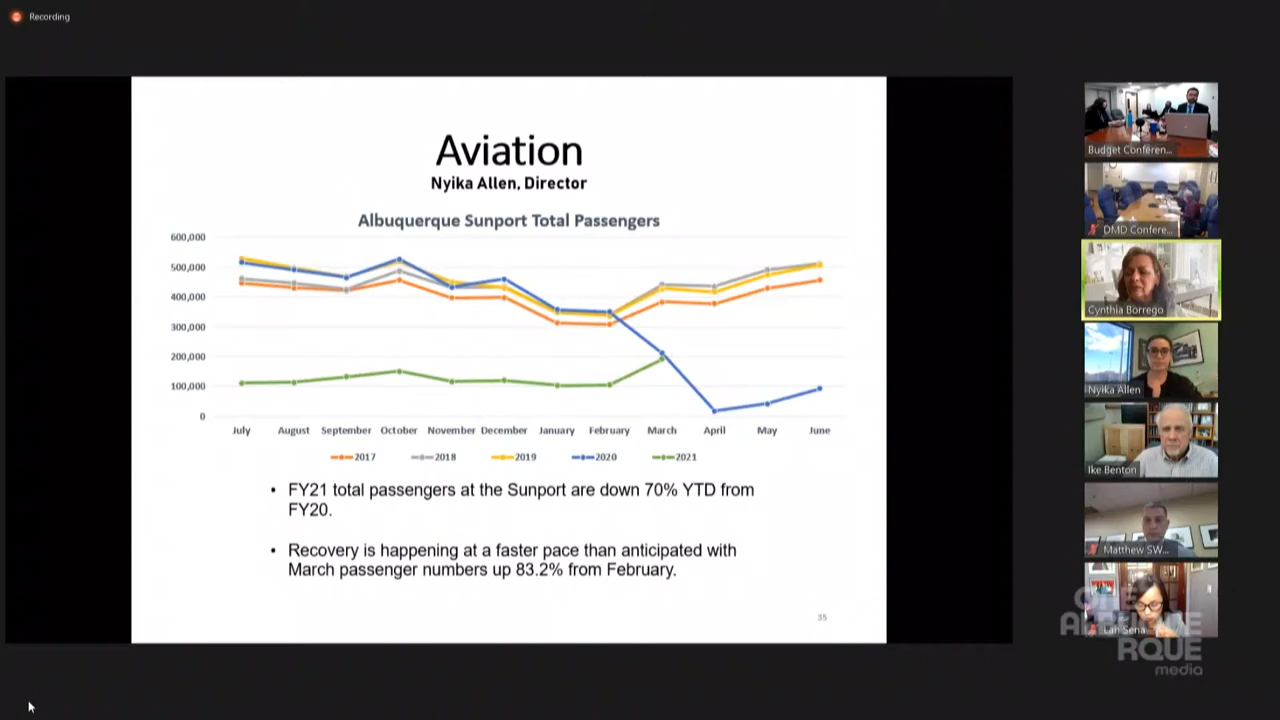 Recording
Aviation
Nyika Allen, Director
Albuquerque Sunport Total Passengers
600,000
500,000
400,000
300,000
200,000
100,000
0
July August September October November December January February March April May June
2017 2018 2019 2020 2021
• FY21 total passengers at the Sunport are down 70% YTD from
FY20.
• Recovery is happening at a faster pace than anticipated with
March passenger numbers up 83.2% from February.
35
Budget Conferen...
DMD Confere...
Cynthia Borrego
Nyika Allen
Ike Benton
Matthew SW...
Lan Sena
RQUE
media